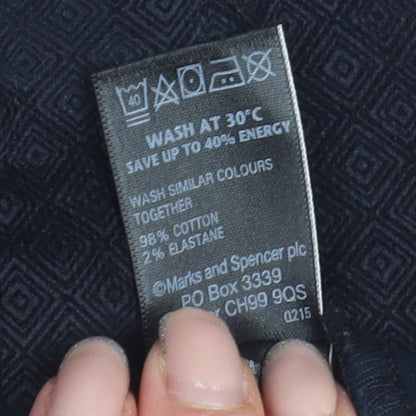 40
WASH AT 30°C
SAVE UP TO 40% ENERGY
WASH SIMILAR COLOURS
TOGETHER
98% COTTON
2% ELASTANE
©Marks and Spencer plc
PO Box 3339
CH99 9QS
0215